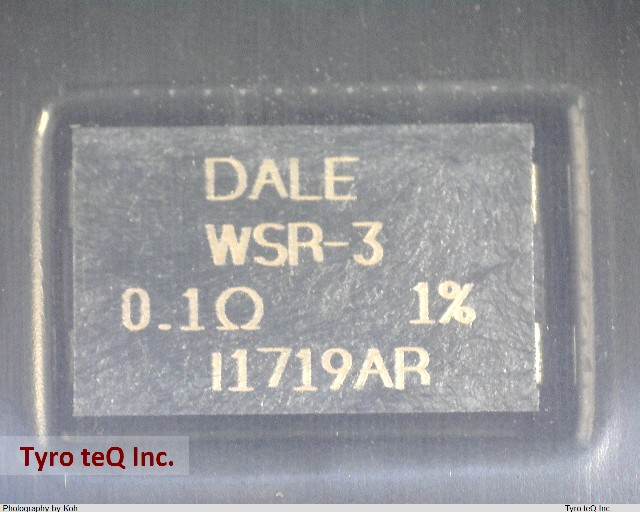 DALE
WSR-3
0.1Ω 1%
I1719AR
Tyro teQ Inc.
Photography by Koh
Tyro teQ Inc.